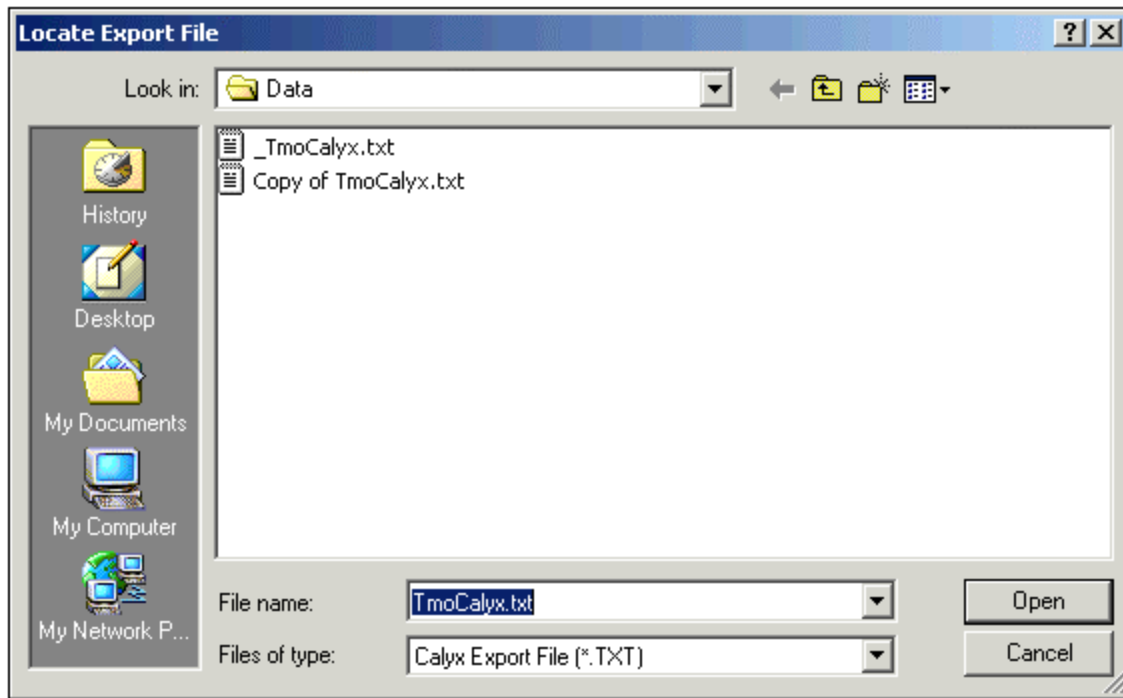 Locate Export File
Look in: Data
_TmoCalyx.txt
Copy of TmoCalyx.txt
History
Desktop
My Documents
My Computer
My Network P...
File name: TmoCalyx.txt Open
Files of type: Calyx Export File (*.TXT) Cancel